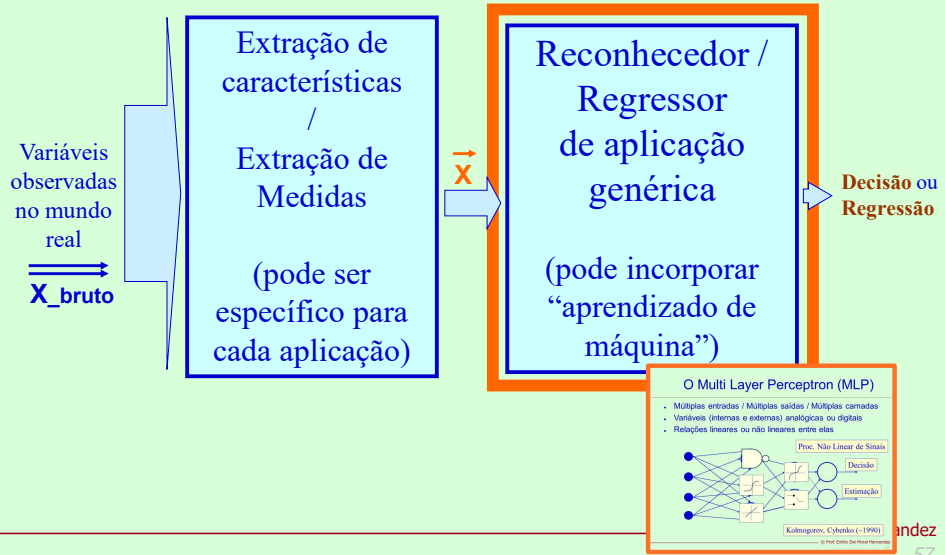 Variáveis
observadas
no mundo
real
X_bruto
Extração de
características
/
Extração de
Medidas
(pode ser
específico para
cada aplicação)
X
Reconhecedor /
Regressor
de aplicação
genérica
(pode incorporar
“aprendizado de
máquina”)
Decisão ou
Regressão
O Multi Layer Perceptron (MLP)
• Múltiplas entradas / Múltiplas saídas / Múltiplas camadas
• Variáveis (internas e externas) analógicas ou digitais
• Relações lineares ou não lineares entre elas
Proc. Não Linear de Sinais
Decisão
Estimação
Kolmogorov, Cybenko (~1990)
© Prof. Emilio Del Moral Hernandez
andez
57